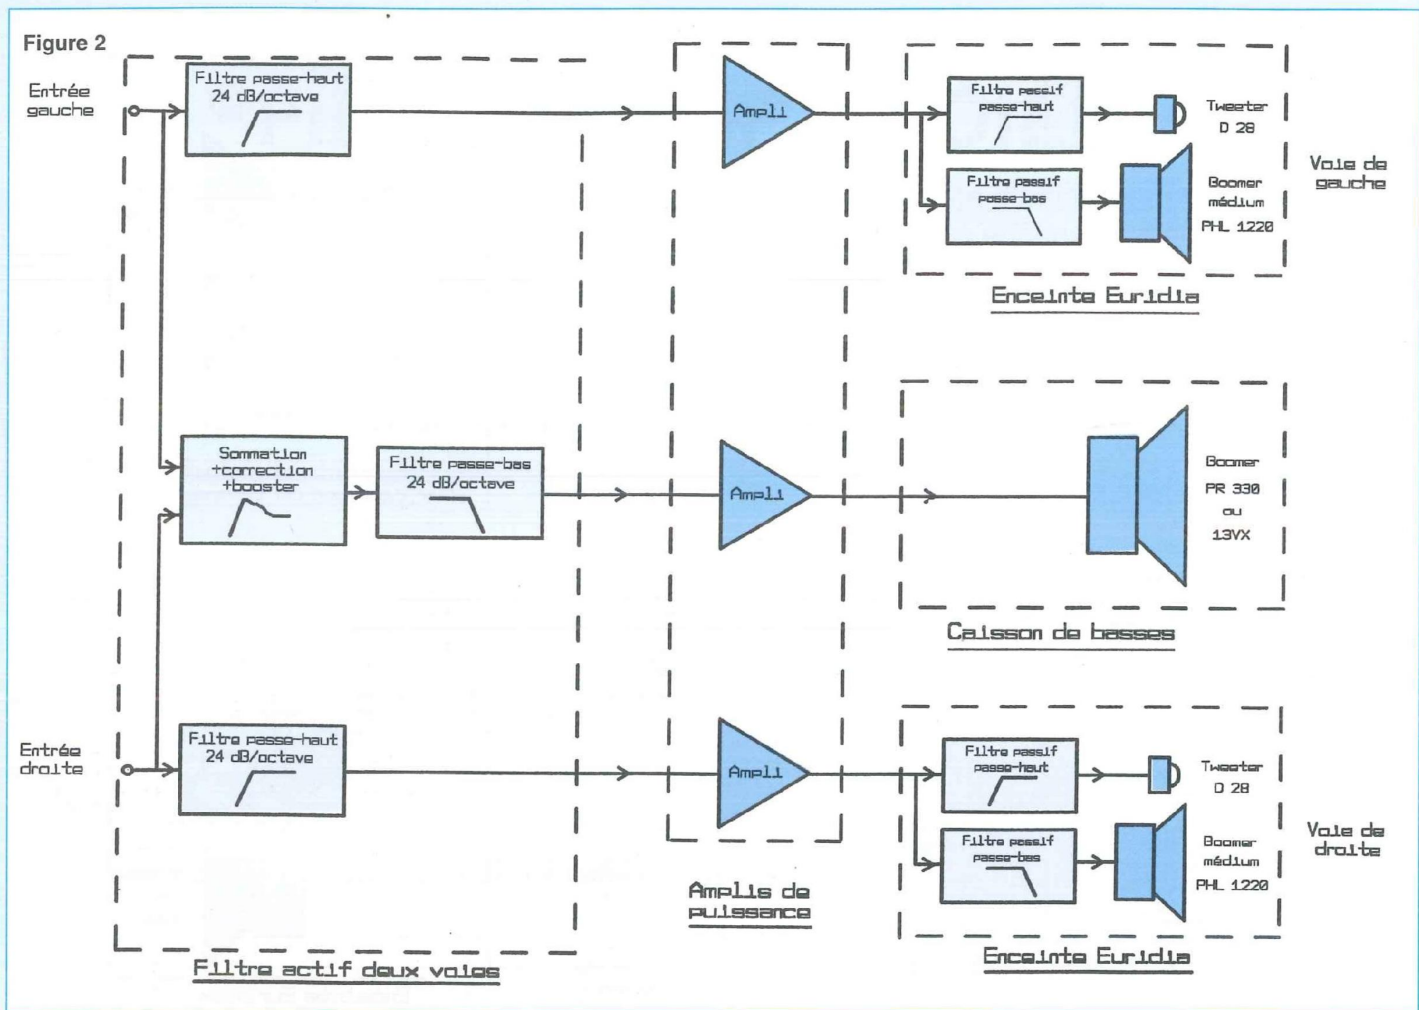 Figure 2
Entrée
gauche
Filtre passe-haut
24 dB/octave
Ampli
Filtre passif
passe-haut
Tweeter
D 28
Filtre passif
passe-bas
Boomer
médium
PHL 1220
Voie de
gauche
Enceinte Euridia
Sommation
+correction
+booster
Filtre passe-bas
24 dB/octave
Ampli
Boomer
PR 330
ou
13VX
Caisson de basses
Entrée
droite
Filtre passe-haut
24 dB/octave
Ampli
Filtre passif
passe-haut
Tweeter
D 28
Filtre passif
passe-bas
Boomer
médium
PHL 1220
Voie de
droite
Amplis de
puissance
Enceinte Euridia
Filtre actif deux voies